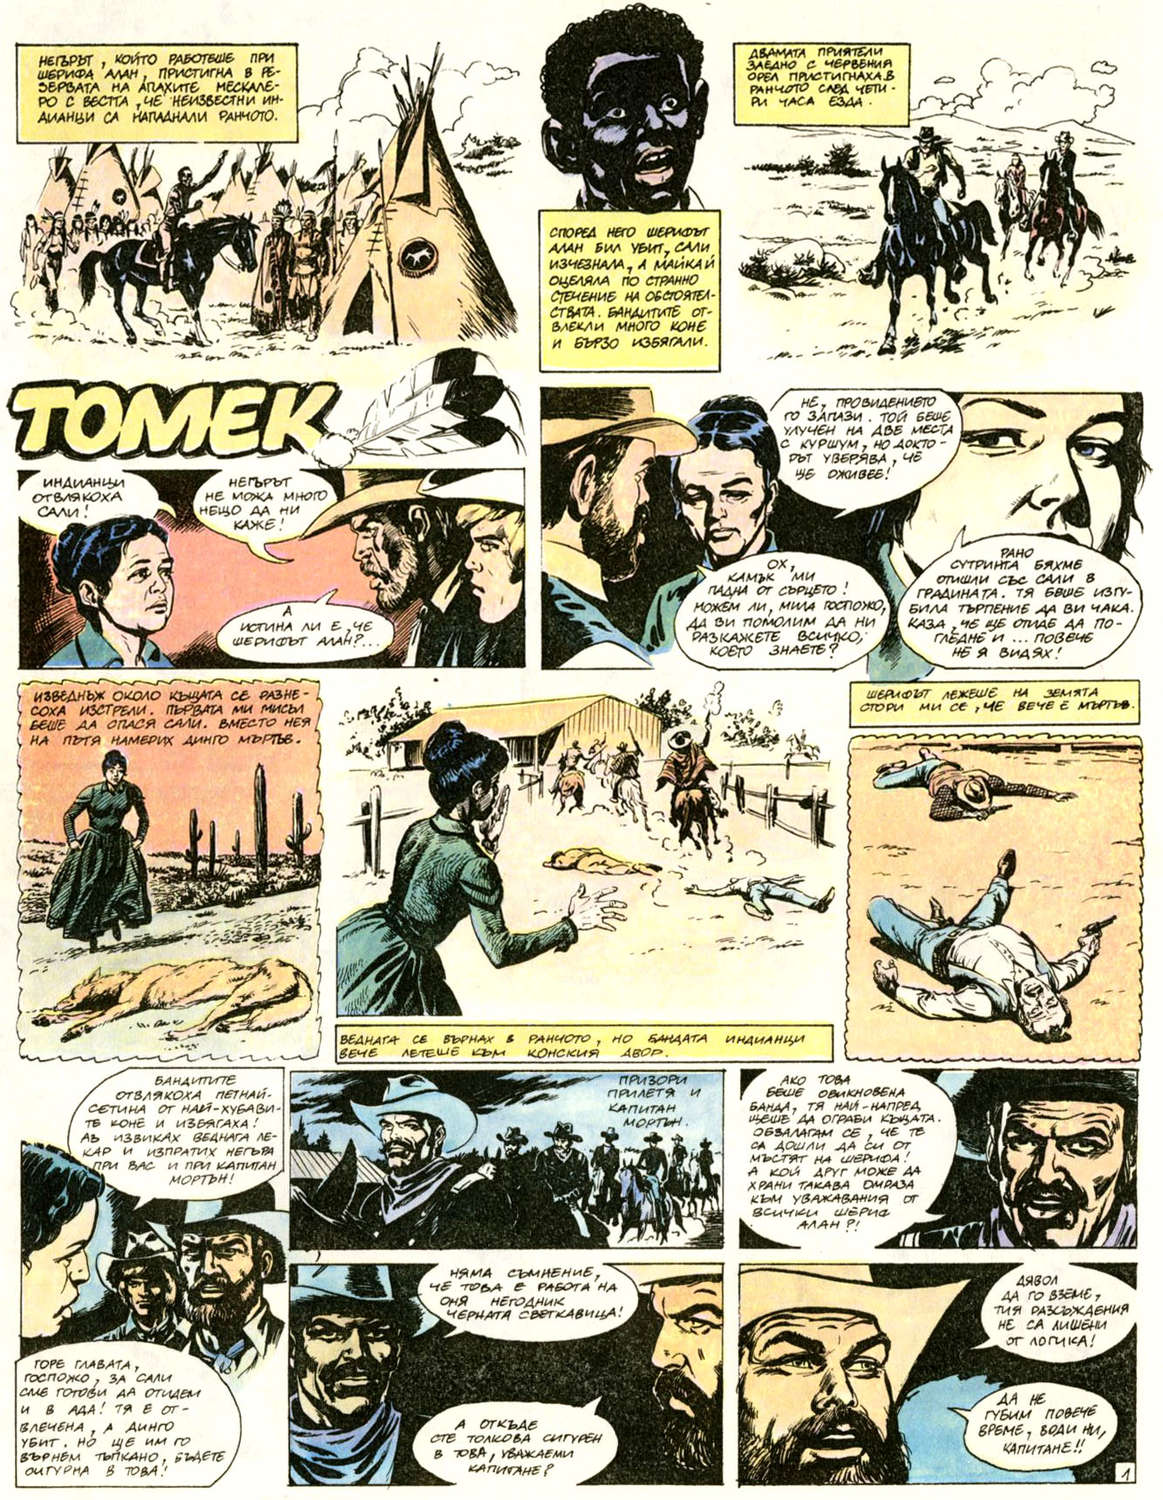 НЕГЪРЪТ, КОЙТО РАБОТЕШЕ ПРИ
ШЕРИФА АЛАН, ПРИСТИГНА В РЕ-
ЗЕРВАТА НА АПАХИТЕ МЕСКАЛЕ-
РО С ВЕСТТА, ЧЕ НЕИЗВЕСТНИ ИН-
ДИАНЦИ СА НАПАДНАЛИ РАНЧОТО.
СПОРЕД НЕГО ШЕРИФЪТ
АЛАН БИЛ УБИТ, САЛИ
ИЗЧЕЗНАЛА, А МАЙКА Й
ОЦЕЛЯЛА ПО СТРАННО
СТЕЧЕНИЕ НА ОБСТОЯТЕЛ-
СТВАТА. БАНДИТИТЕ ОТ-
ВЛЕКЛИ МНОГО КОНЕ
И БЪРЗО ИЗБЯГАЛИ.
ДВАМАТА ПРИЯТЕЛИ
ЗАЕДНО С ЧЕРВЕНИЯ
ОРЕЛ ПРИСТИГНАХА В
РАНЧОТО СЛЕД ЧЕТИ-
РИ ЧАСА ЕЗДА.
ТОМЕК
ИНДИАНЦИ
ОТВЛЯКОХА
САЛИ!
НЕГЪРЪТ
НЕ МОЖА МНОГО
НЕЩО ДА НИ
КАЖЕ!
А
ИСТИНА ЛИ Е, ЧЕ
ШЕРИФЪТ АЛАН?...
НЕ, ПРОВИДЕНИЕТО
ГО ЗАПАЗИ. ТОЙ БЕШЕ
УЛУЧЕН НА ДВЕ МЕСТА
С КУРШУМ, НО ДОКТО-
РЪТ УВЕРЯВА, ЧЕ
ЩЕ ОЖИВЕЕ!
ОХ,
КАМЪК МИ
ПАДНА ОТ СЪРЦЕТО!
МОЖЕМ ЛИ, МИЛА ГОСПОЖО,
ДА ВИ ПОМОЛИМ ДА НИ
РАЗКАЖЕТЕ ВСИЧКО,
КОЕТО ЗНАЕТЕ?
РАНО
СУТРИНТА БЯХМЕ
ОТИШЛИ СЪС САЛИ В
ГРАДИНАТА. ТЯ БЕШЕ ИЗГУ-
БИЛА ТЪРПЕНИЕ ДА ВИ ЧАКА.
КАЗА, ЧЕ ЩЕ ОТИДЕ ДА ПО-
ГЛЕДНЕ И ... ПОВЕЧЕ
НЕ Я ВИДЯХ!
ИЗВЕДНЪЖ ОКОЛО КЪЩАТА СЕ РАЗНЕ-
СОХА ИЗСТРЕЛИ. ПЪРВАТА МИ МИСЪЛ
БЕШЕ ДА СПАСЯ САЛИ. ВМЕСТО НЕЯ
НА ПЪТЯ НАМЕРИХ ДИНГО МЪРТЪВ.
ВЕДНАГА СЕ ВЪРНАХ В РАНЧОТО, НО БАНДАТА ИНДИАНЦИ
ВЕЧЕ ЛЕТЕШЕ КЪМ КОНСКИЯ ДВОР.
ШЕРИФЪТ ЛЕЖЕШЕ НА ЗЕМЯТА
СТОРИ МИ СЕ, ЧЕ ВЕЧЕ Е МЪРТЪВ.
БАНДИТИТЕ
ОТВЛЯКОХА ПЕТНАЙ-
СЕТИНА ОТ НАЙ-ХУБАВИ-
ТЕ КОНЕ И ИЗБЯГАХА!
АЗ ИЗВИКАХ ВЕДНАГА ЛЕ-
КАР И ИЗПРАТИХ НЕГЪРА
ПРИ ВАС И ПРИ КАПИТАН
МОРТЪН!
ГОРЕ ГЛАВАТА,
ГОСПОЖО, ЗА САЛИ
СМЕ ГОТОВИ ДА ОТИДЕМ
И В АДА! ТЯ Е ОТ-
ВЛЕЧЕНА, А ДИНГО
УБИТ. НО ЩЕ ИМ ГО
ВЪРНЕМ ТЪПКАНО, БЪДЕТЕ
СИГУРНА В ТОВА!
ПРИЗОРИ
ПРИЛЕТЯ И
КАПИТАН
МОРТЪН.
АКО ТОВА
БЕШЕ ОБИКНОВЕНА
БАНДА, ТЯ НАЙ-НАПРЕД
ЩЕШЕ ДА ОГРАБИ КЪЩАТА.
ОБЗАЛАГАМ СЕ, ЧЕ ТЕ
СА ДОШЛИ ДА СИ ОТ-
МЪСТЯТ НА ШЕРИФА!
А КОЙ ДРУГ МОЖЕ ДА
ХРАНИ ТАКАВА ОМРАЗА
КЪМ УВАЖАВАНИЯ ОТ
ВСИЧКИ ШЕРИФ
АЛАН?!
НЯМА СЪМНЕНИЕ,
ЧЕ ТОВА Е РАБОТА НА
ОНЯ НЕГОДНИК
ЧЕРНАТА СВЕТКАВИЦА!
А ОТКЪДЕ
СТЕ ТОЛКОВА СИГУРЕН
В ТОВА, УВАЖАЕМИ
КАПИТАНЕ?
ДЯВОЛ
ДА ГО ВЗЕМЕ,
ТИЯ РАЗСЪЖДЕНИЯ
НЕ СА ЛИШЕНИ
ОТ ЛОГИКА!
ДА НЕ
ГУБИМ ПОВЕЧЕ
ВРЕМЕ, ВОДИ НИ,
КАПИТАНЕ!!
1